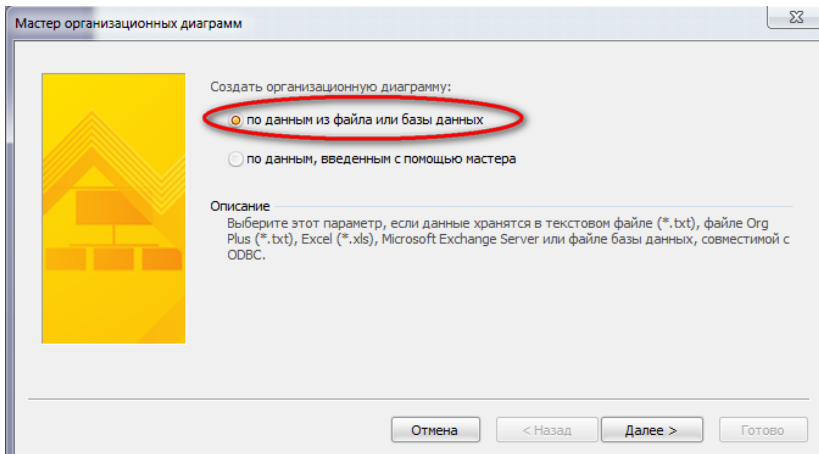 Мастер организационных диаграмм
Создать организационную диаграмму:
по данным из файла или базы данных
по данным, введенным с помощью мастера
Описание
Выберите этот параметр, если данные хранятся в текстовом файле (*.txt), файле Org
Plus (*.txt), Excel (*.xls), Microsoft Exchange Server или файле базы данных, совместимой с
ODBC.
Отмена < Назад Далее > Готово